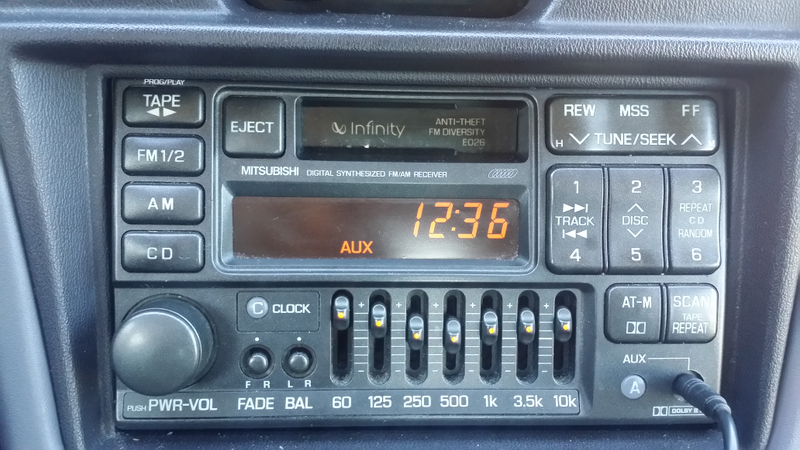 PROG/PLAY
TAPE
FM1/2
AM
CD
EJECT
Infinity
ANTI-THEFT
FM DIVERSITY
E026
MITSUBISHI DIGITAL SYNTHESIZED FM/AM RECEIVER
12:36
AUX
REW MSS FF
H TUNE/SEEK
1 2 3
TRACK DISC REPEAT
CD
RANDOM
4 5 6
AT-M SCAN
TAPE
REPEAT
AUX
A
DOLBY B
C CLOCK
F R L R
PUSH PWR-VOL FADE BAL 60 125 250 500 1k 3.5k 10k